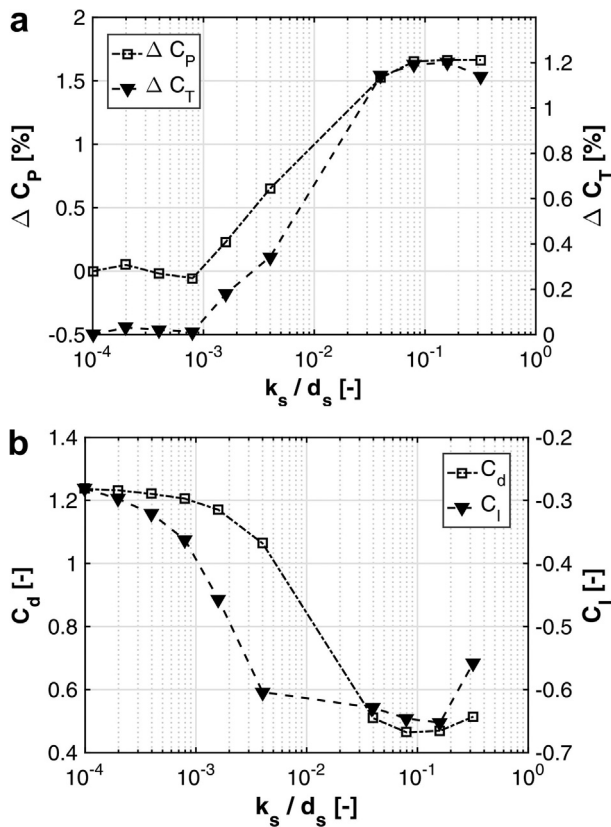 a
Δ C_P
Δ C_T
2
1.5
1
0.5
0
-0.5
Δ C_P [%]
1.2
1
0.8
0.6
0.4
0.2
0
Δ C_T [%]
10^-4
10^-3
10^-2
10^-1
10^0
k_s / d_s [-]
b
C_d
C_l
1.4
1.2
1
0.8
0.6
0.4
C_d [-]
-0.2
-0.3
-0.4
-0.5
-0.6
-0.7
C_l [-]
10^-4
10^-3
10^-2
10^-1
10^0
k_s / d_s [-]